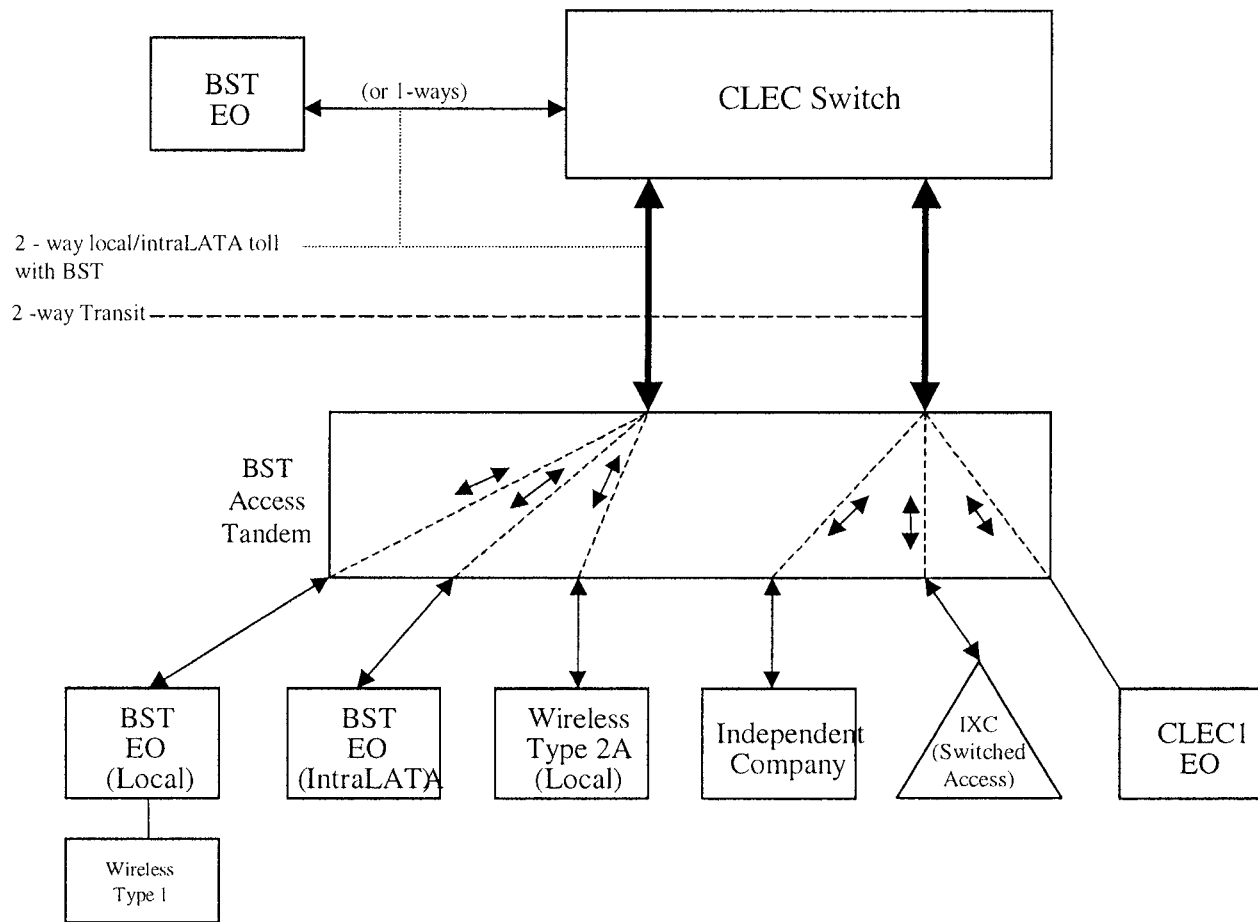 BST
EO
(or 1-ways)
CLEC Switch
2 - way local/intraLATA toll
with BST
2 -way Transit
BST
Access
Tandem
BST
EO
(Local)
BST
EO
(IntraLATA)
Wireless
Type 2A
(Local)
Independent
Company
IXC
(Switched
Access)
CLEC1
EO
Wireless
Type 1